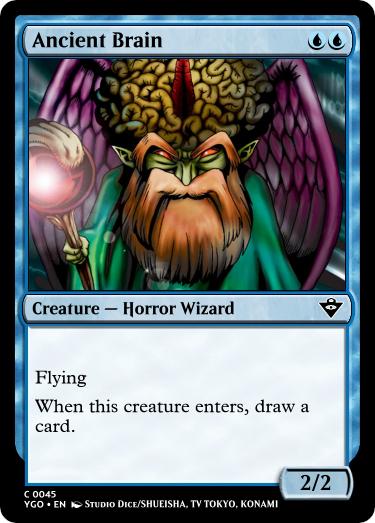 Ancient Brain
Creature — Horror Wizard
Flying
When this creature enters, draw a
card.
2/2
C 0045
YGO • EN Studio Dice/SHUEISHA, TV TOKYO, KONAMI